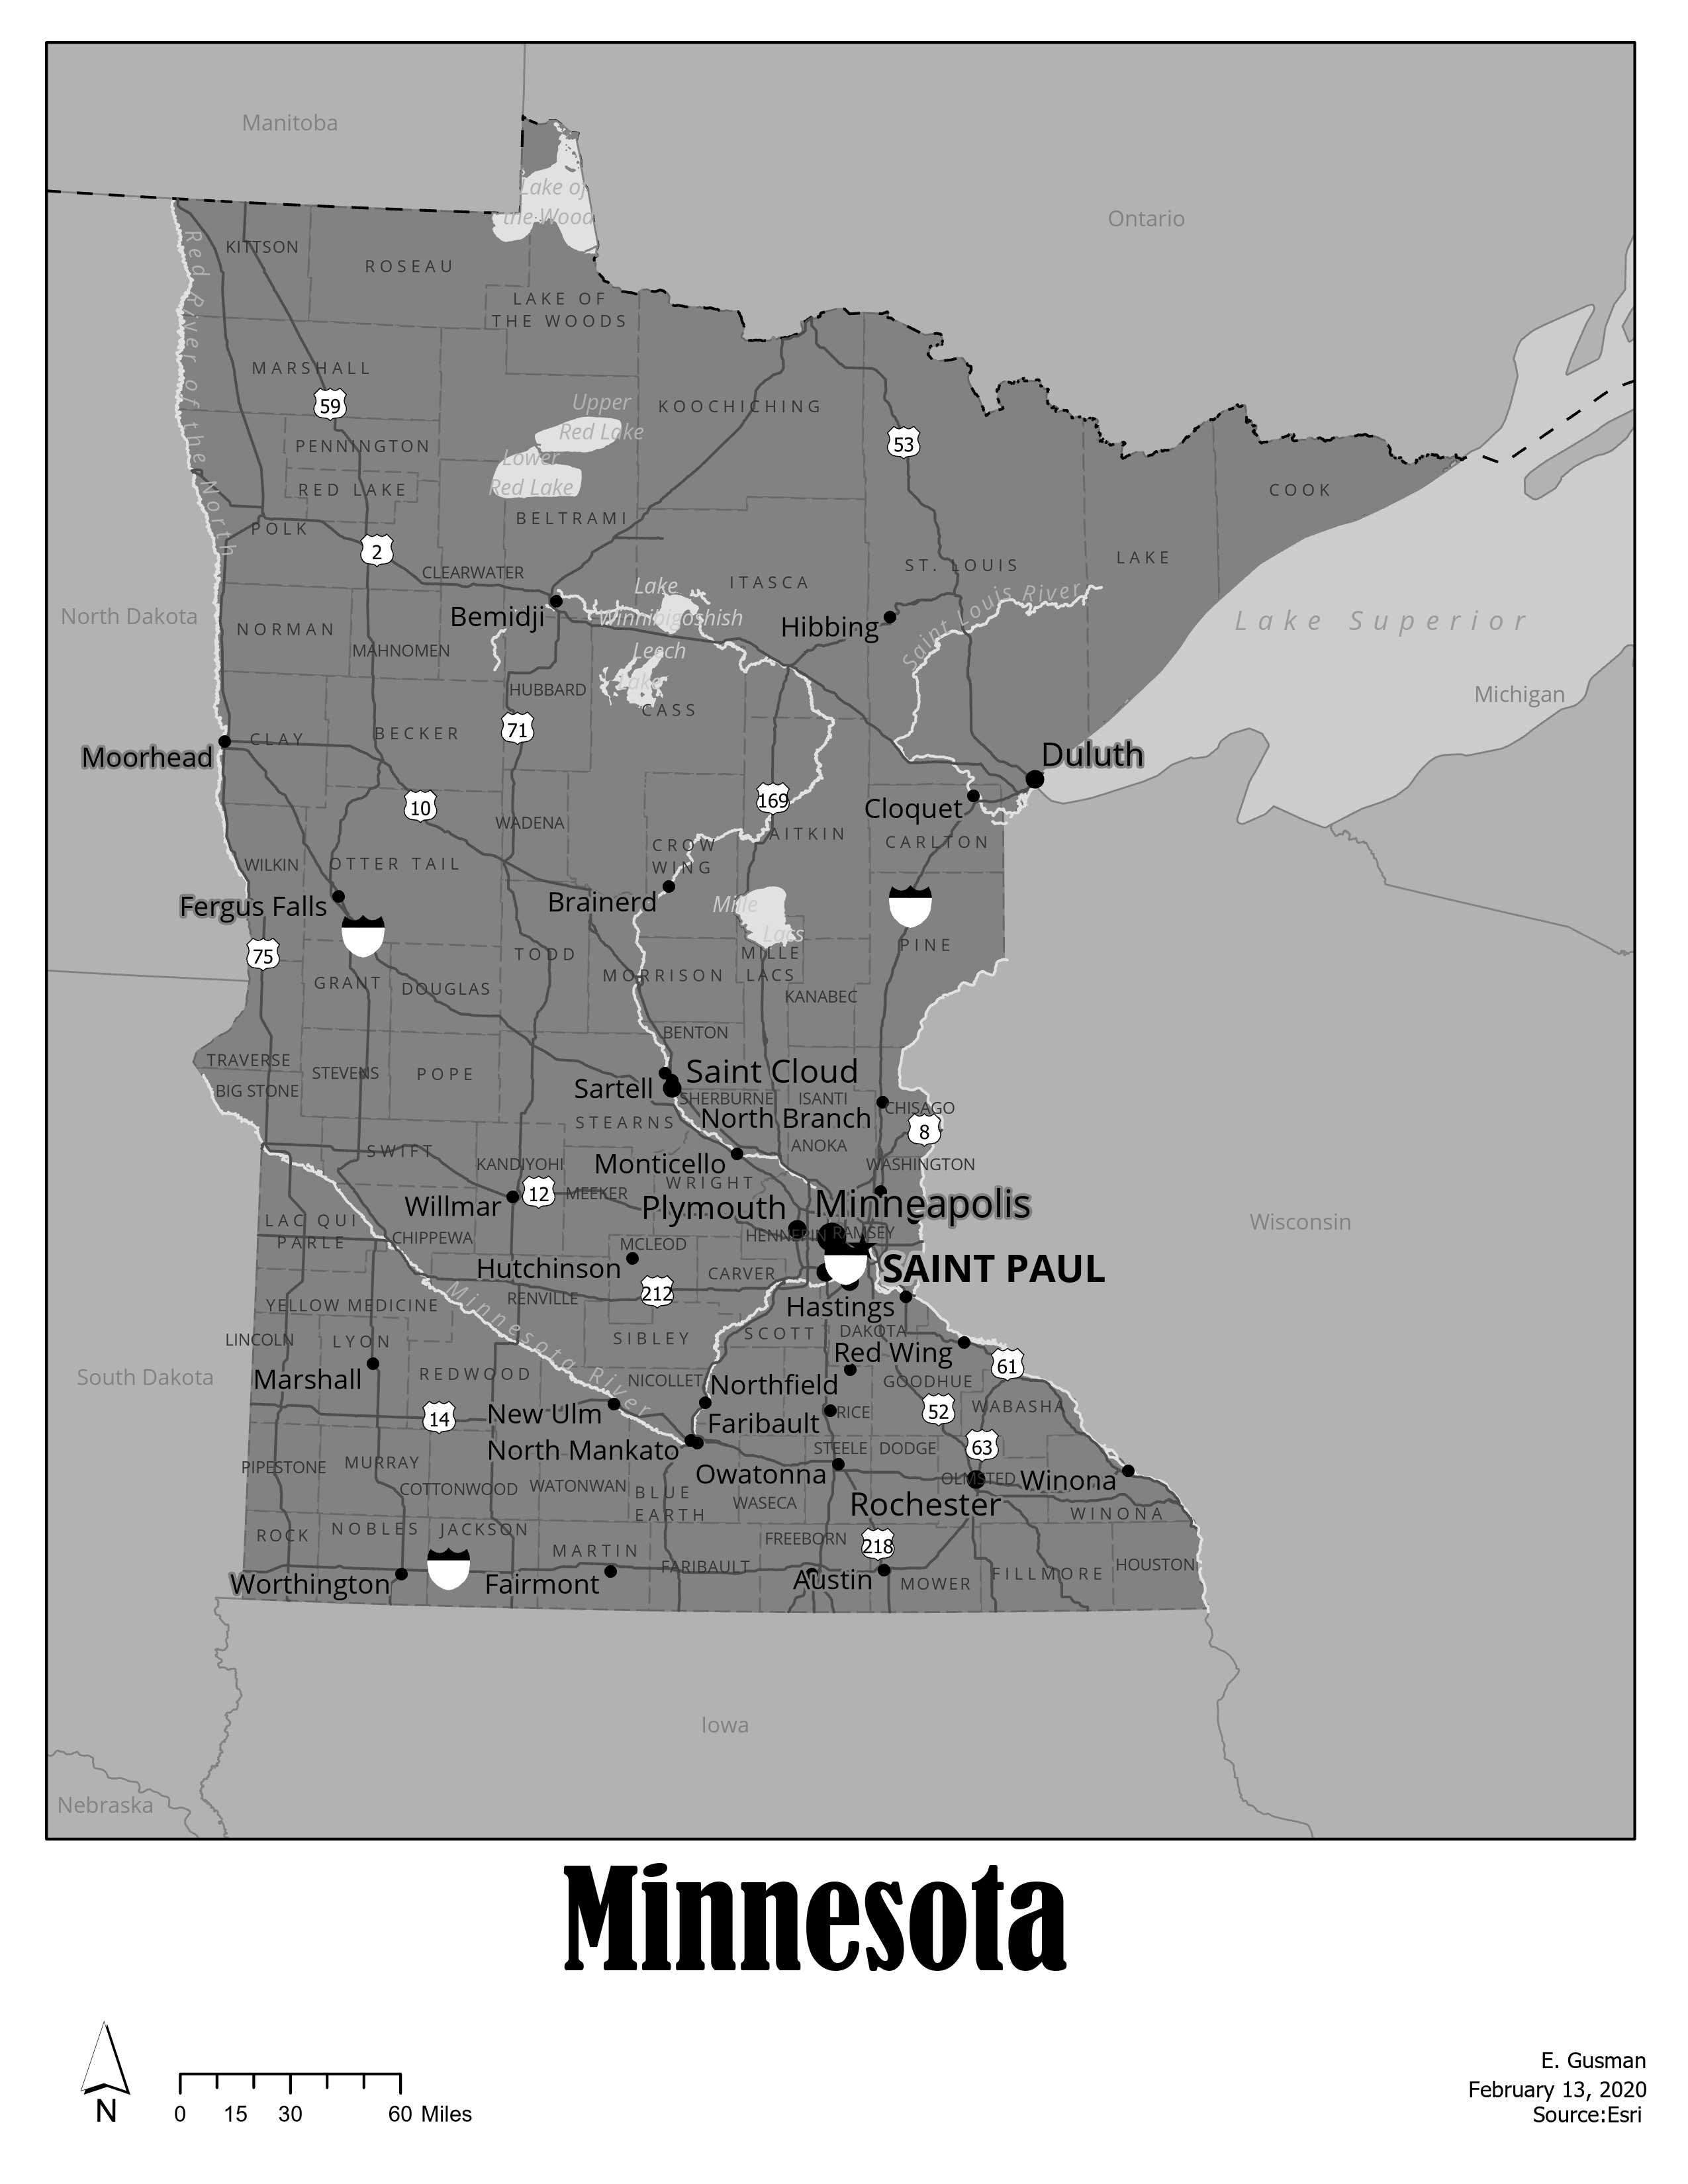 Manitoba
Ontario
Lake of
the Wood
KITTSON
ROSEAU
Red River of the North
LAKE OF
THE WOODS
MARSHALL
59
Upper
Red Lake
KOOCHICHING
53
PENNINGTON
Lower
Red Lake
RED LAKE
COOK
BELTRAMI
POLK
2
LAKE
ST. LOUIS
CLEARWATER
ITASCA
Lake
Winnibigoshish
Saint Louis River
North Dakota
Bemidji
Hibbing
Lake Superior
NORMAN
MAHNOMEN
Leech
Lake
HUBBARD
Michigan
CASS
71
BECKER
CLAY
Moorhead
Duluth
10
169
Cloquet
WADENA
AITKIN
CARLTON
CROW
WING
WILKIN
OTTER TAIL
Fergus Falls
Brainerd
Mille
Lacs
75
TODD
PINE
MILLE
LACS
MORRISON
GRANT
DOUGLAS
KANABEC
BENTON
TRAVERSE
STEVENS
POPE
Saint Cloud
Sartell
BIG STONE
SHERBURNE
ISANTI
CHISAGO
North Branch
STEARNS
8
ANOKA
SWIFT
KANDIYOHI
Monticello
WASHINGTON
WRIGHT
12
MEEKER
Willmar
Plymouth
Minneapolis
LAC QUI
PARLE
Wisconsin
CHIPPEWA
HENNEPIN
RAMSEY
MCLEOD
Hutchinson
CARVER
SAINT PAUL
212
RENVILLE
YELLOW MEDICINE
Hastings
Minnesota River
LINCOLN
LYON
SIBLEY
SCOTT
DAKOTA
Red Wing
61
South Dakota
Marshall
REDWOOD
NICOLLET
Northfield
GOODHUE
14
New Ulm
Faribault
RICE
52
WABASHA
North Mankato
STEELE
DODGE
63
PIPESTONE
MURRAY
Owatonna
OLMSTED
Winona
COTTONWOOD
WATONWAN
BLUE
EARTH
WASECA
Rochester
WINONA
ROCK
NOBLES
JACKSON
FREEBORN
218
MARTIN
FARIBAULT
HOUSTON
FILLMORE
Worthington
Fairmont
Austin
MOWER
Iowa
Nebraska
Minnesota
N
0 15 30 60 Miles
E. Gusman
February 13, 2020
Source:Esri